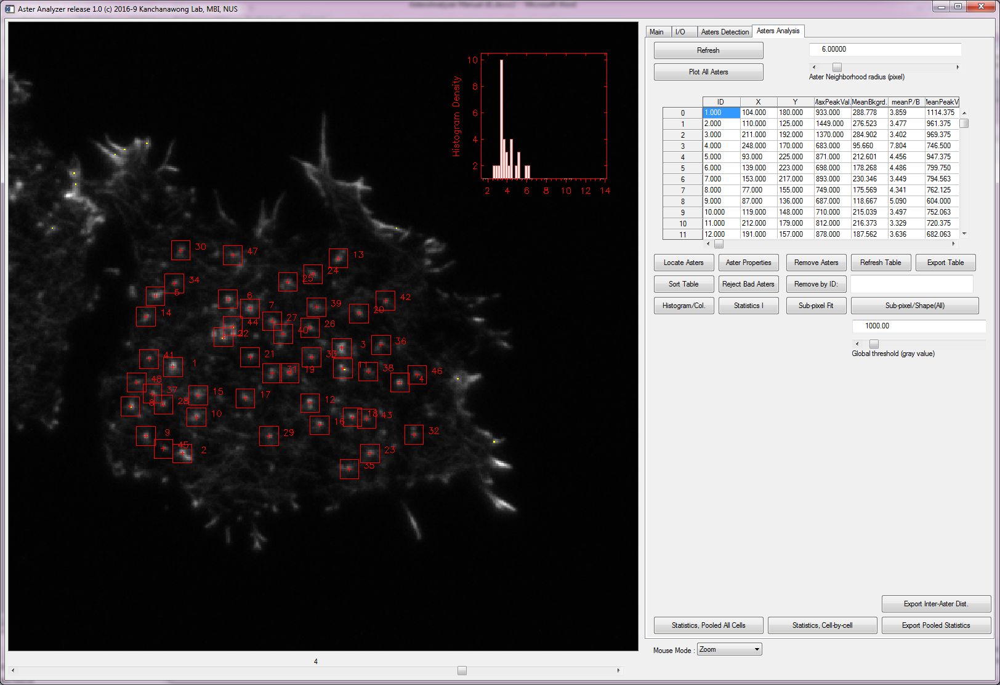 Aster Analyzer release 1.0 (c) 2016-9 Kanchanawong Lab, MBI, NUS
Main I/O Asters Detection Asters Analysis
Refresh 6.00000
Plot All Asters
Aster Neighborhood radius (pixel)
ID X Y MaxPeakVal. MeanBkgrd. meanP/B MeanPeakV
0 1.000 104.000 180.000 933.000 288.778 3.859 1114.375
1 2.000 110.000 125.000 1449.000 276.523 3.477 961.375
2 3.000 211.000 192.000 1370.000 284.902 3.402 969.375
3 4.000 248.000 170.000 683.000 95.660 7.804 746.500
4 5.000 93.000 225.000 871.000 212.601 4.456 947.375
5 6.000 139.000 223.000 698.000 178.268 4.486 799.750
6 7.000 153.000 217.000 893.000 230.346 3.449 794.563
7 8.000 77.000 155.000 749.000 175.569 4.341 762.125
8 9.000 87.000 136.000 687.000 118.667 5.090 604.000
9 10.000 119.000 148.000 710.000 215.039 3.497 752.063
10 11.000 212.000 179.000 812.000 216.373 3.329 720.375
11 12.000 191.000 157.000 878.000 187.562 3.636 682.063
Locate Asters Aster Properties Remove Asters Refresh Table Export Table
Sort Table Reject Bad Asters Remove by ID:
Histogram/Col. Statistics I Sub-pixel Fit Sub-pixel/Shape(All)
1000.00
Global threshold (gray value)
Export Inter-Aster Dist.
Statistics, Pooled All Cells Statistics, Cell-by-cell Export Pooled Statistics
Mouse Mode : Zoom
Histogram Density
10
8
6
4
2
2 4 6 8 10 12 14
30
47
13
24
25
34
5
6
42
7
39
14
20
27
44
26
40
22
3
36
21
33
41
1
11
31
19
38
46
4
48
37
15
17
12
28
8
10
18
43
16
9
29
32
45
2
23
35
4